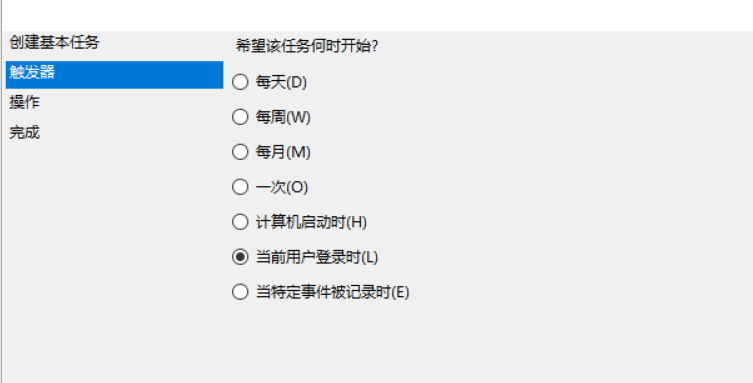 创建基本任务
触发器
操作
完成
希望该任务何时开始?
每天(D)
每周(W)
每月(M)
一次(O)
计算机启动时(H)
当前用户登录时(L)
当特定事件被记录时(E)